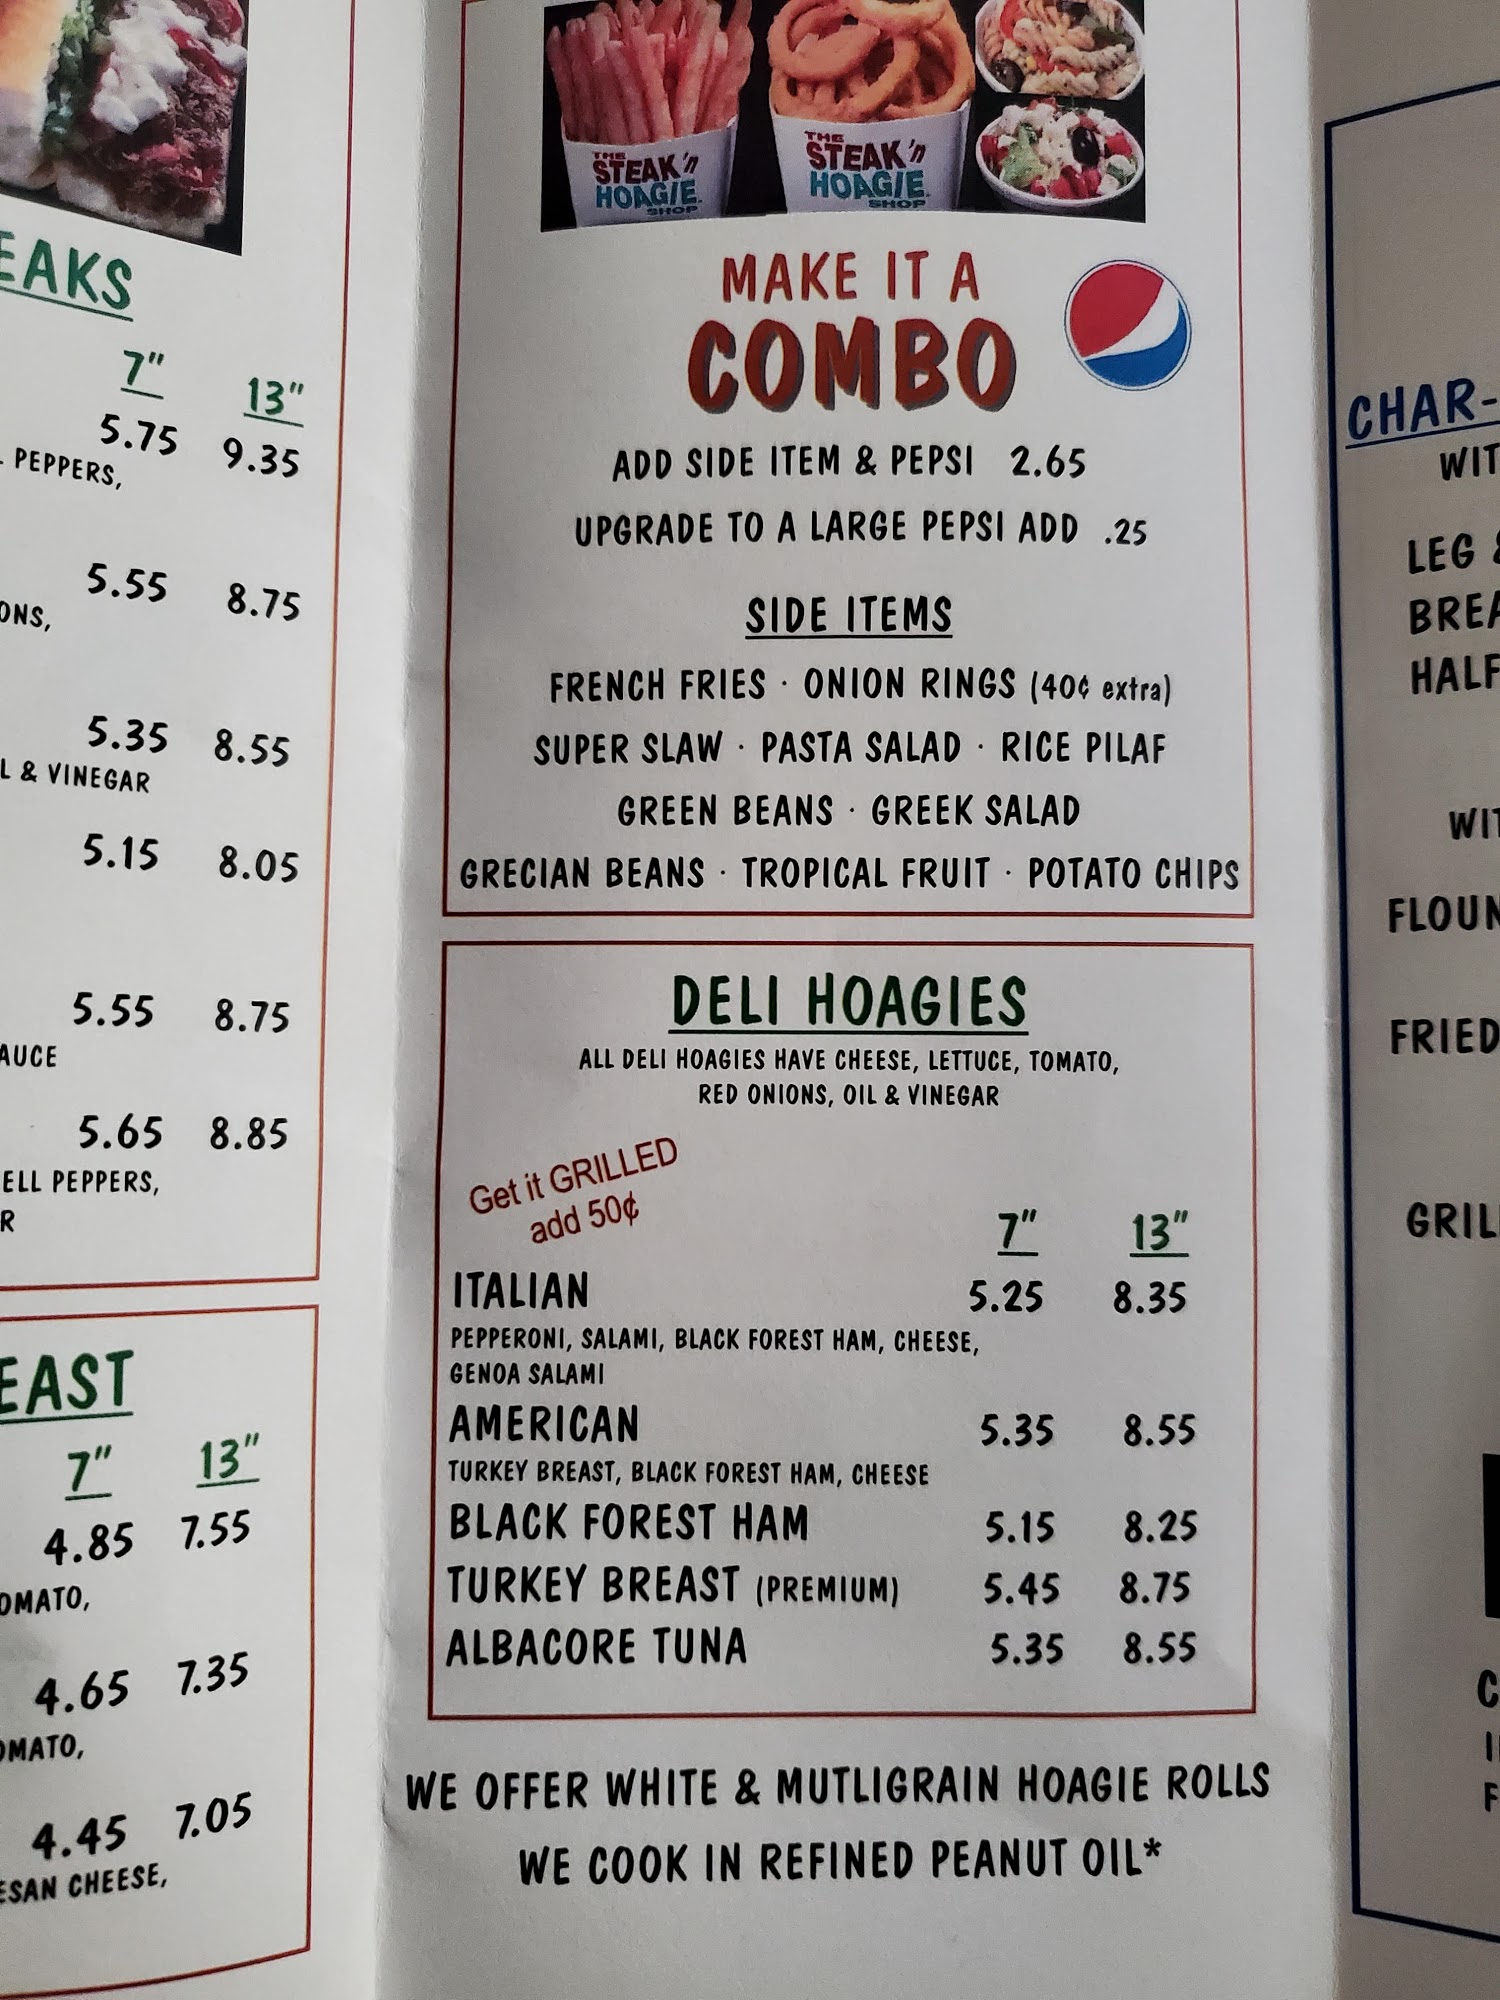 EAKS
7" 13"
5.75 9.35
PEPPERS,
5.55 8.75
ONS,
5.35 8.55
L & VINEGAR
5.15 8.05
5.55 8.75
AUCE
5.65 8.85
ELL PEPPERS,
R
EAST
7" 13"
4.85 7.55
OMATO,
4.65 7.35
OMATO,
4.45 7.05
ESAN CHEESE,
THE
STEAK 'n
HOAGIE
SHOP
THE
STEAK 'n
HOAGIE
SHOP
MAKE IT A
COMBO
ADD SIDE ITEM & PEPSI 2.65
UPGRADE TO A LARGE PEPSI ADD .25
SIDE ITEMS
FRENCH FRIES · ONION RINGS (40¢ extra)
SUPER SLAW · PASTA SALAD · RICE PILAF
GREEN BEANS · GREEK SALAD
GRECIAN BEANS · TROPICAL FRUIT · POTATO CHIPS
DELI HOAGIES
ALL DELI HOAGIES HAVE CHEESE, LETTUCE, TOMATO,
RED ONIONS, OIL & VINEGAR
Get it GRILLED
add 50¢
7" 13"
ITALIAN 5.25 8.35
PEPPERONI, SALAMI, BLACK FOREST HAM, CHEESE,
GENOA SALAMI
AMERICAN 5.35 8.55
TURKEY BREAST, BLACK FOREST HAM, CHEESE
BLACK FOREST HAM 5.15 8.25
TURKEY BREAST (PREMIUM) 5.45 8.75
ALBACORE TUNA 5.35 8.55
WE OFFER WHITE & MUTLIGRAIN HOAGIE ROLLS
WE COOK IN REFINED PEANUT OIL*
CHAR-
WIT
LEG &
BREA
HALF
WIT
FLOUN
FRIED
GRIL
C
I
F